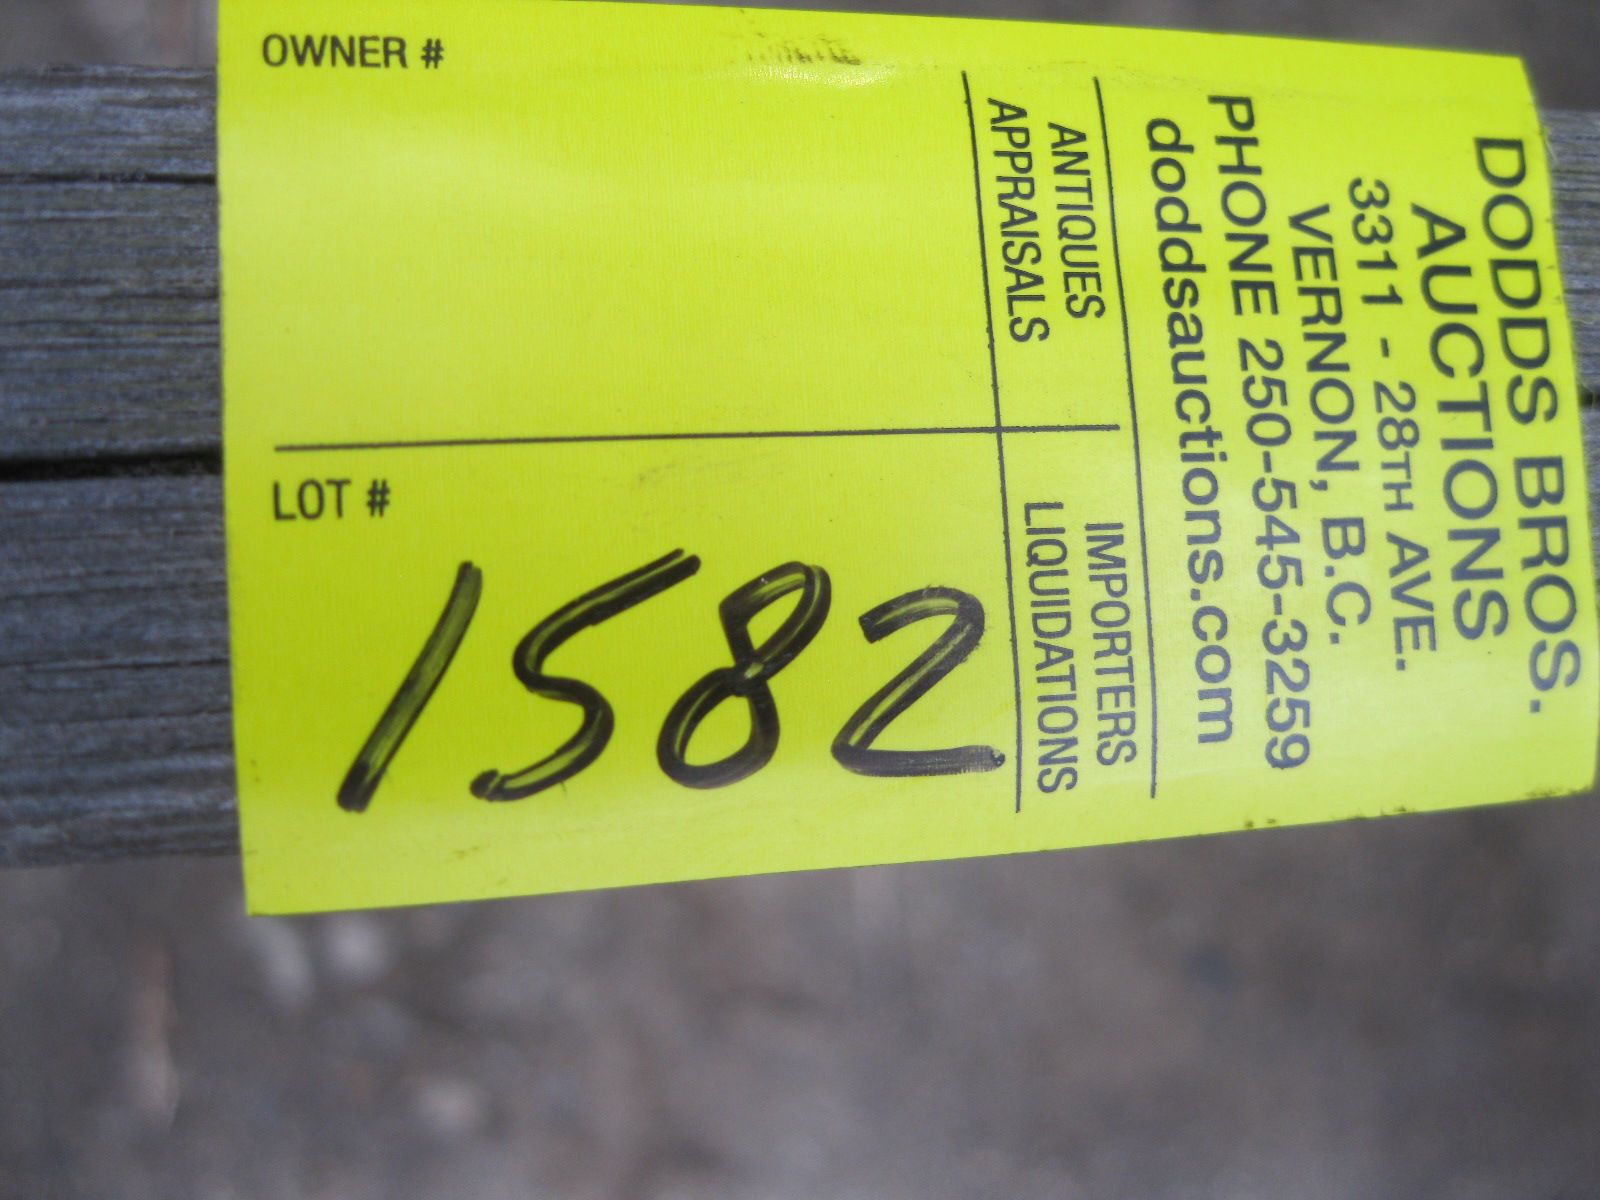 OWNER #
LOT #
1582
DODDS BROS.
AUCTIONS
3311 - 28TH AVE.
VERNON, B.C.
PHONE 250-545-3259
doddsauctions.com
ANTIQUES
APPRAISALS
IMPORTERS
LIQUIDATIONS